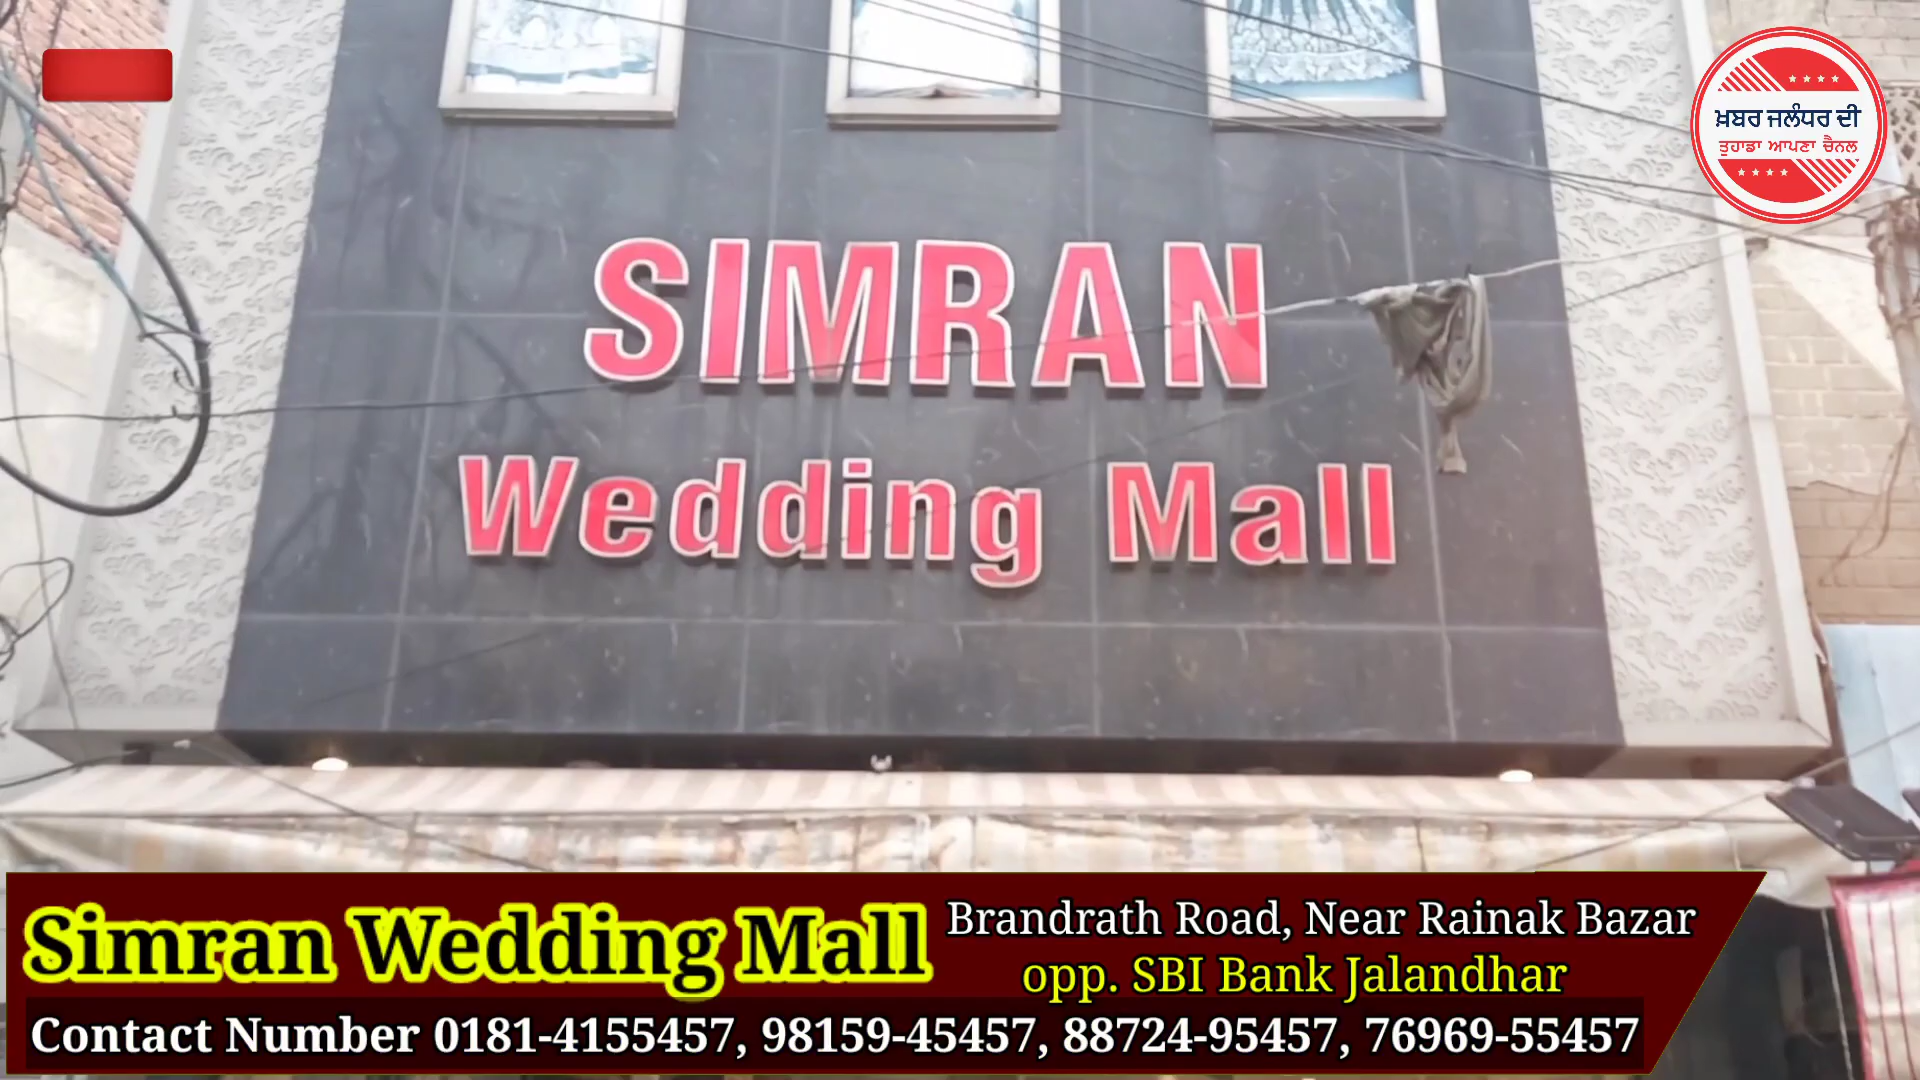 ਖ਼ਬਰ ਜਲੰਧਰ ਦੀ
ਤੁਹਾਡਾ ਆਪਣਾ ਚੈਨਲ
SIMRAN
Wedding Mall
Simran Wedding Mall
Brandrath Road, Near Rainak Bazar
opp. SBI Bank Jalandhar
Contact Number 0181-4155457, 98159-45457, 88724-95457, 76969-55457